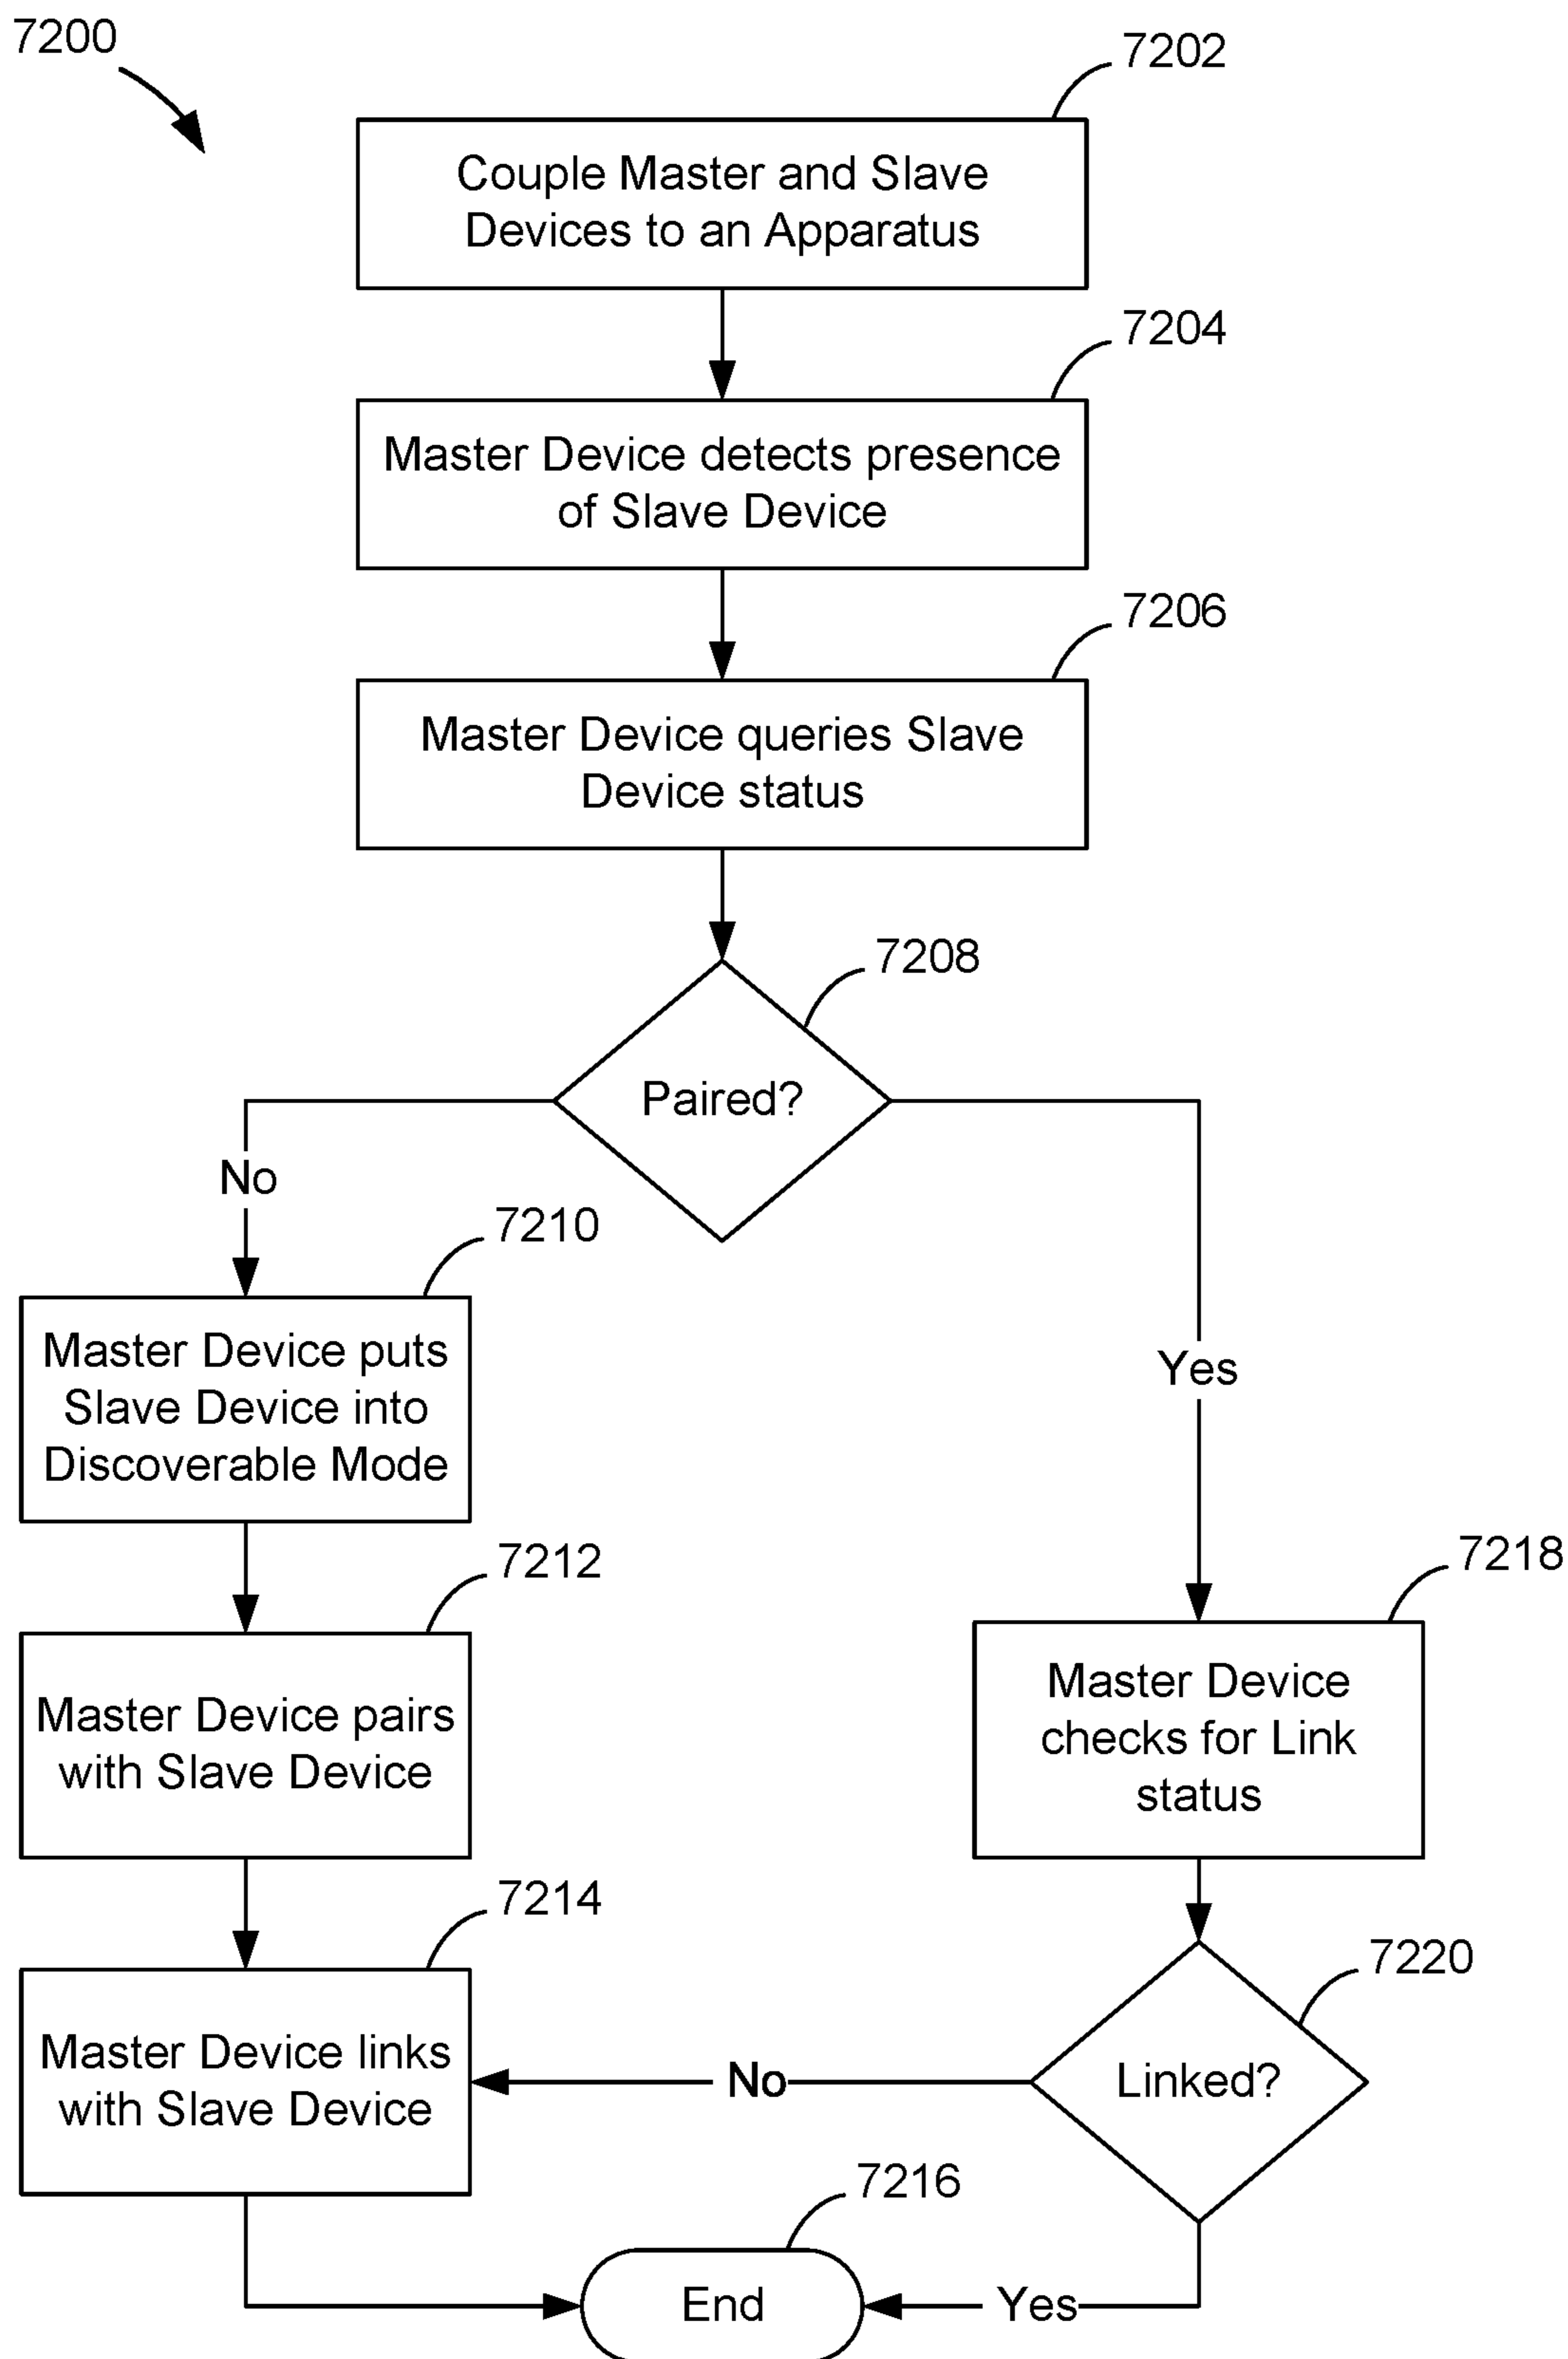 7200
7202
Couple Master and Slave
Devices to an Apparatus
7204
Master Device detects presence
of Slave Device
7206
Master Device queries Slave
Device status
7208
Paired?
No
Yes
7210
Master Device puts
Slave Device into
Discoverable Mode
7212
Master Device pairs
with Slave Device
7218
Master Device
checks for Link
status
7214
Master Device links
with Slave Device
7220
Linked?
No
7216
End
Yes